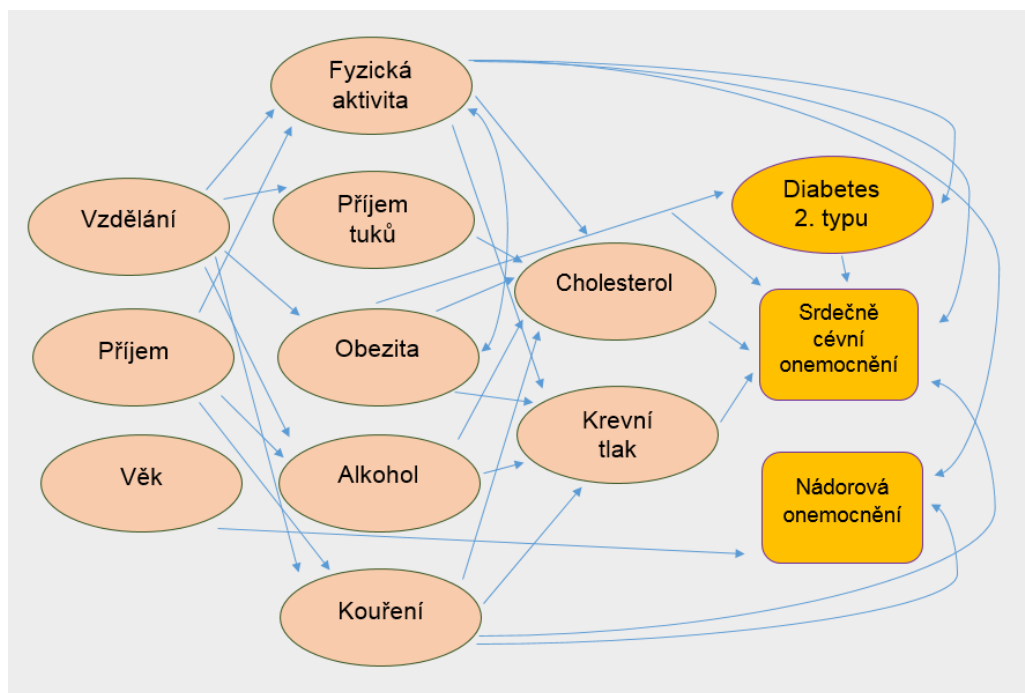 Fyzická
aktivita
Vzdělání
Příjem
tuků
Diabetes
2. typu
Cholesterol
Srdečně
cévní
onemocnění
Příjem
Obezita
Krevní
tlak
Věk
Alkohol
Nádorová
onemocnění
Kouření